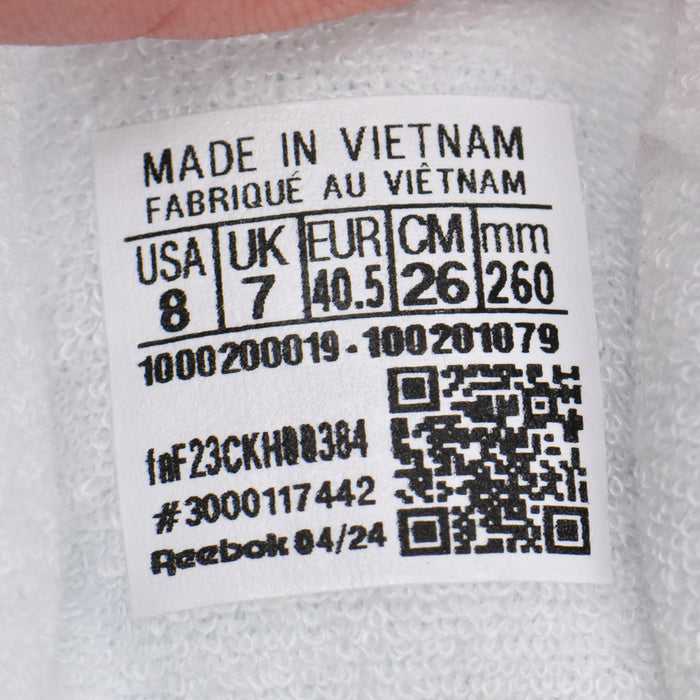 MADE IN VIETNAM
FABRIQUÉ AU VIÊTNAM
USA UK EUR CM mm
8 7 40.5 26 260
1000200019-100201079
#3000117442
Reebok 04/24